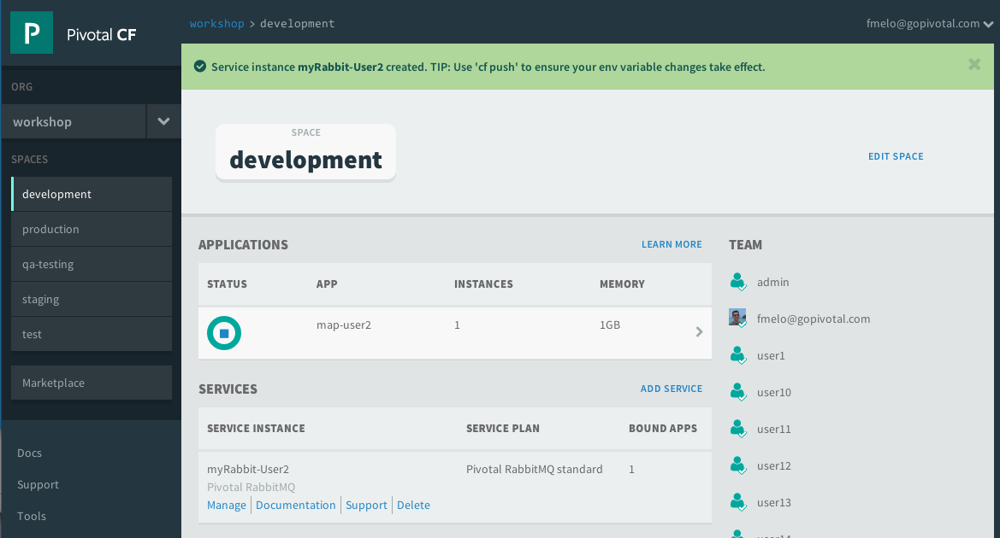 P Pivotal CF
workshop > development
fmelo@gopivotal.com
Service instance myRabbit-User2 created. TIP: Use 'cf push' to ensure your env variable changes take effect.
ORG
workshop
SPACES
development
production
qa-testing
staging
test
Marketplace
Docs
Support
Tools
SPACE
development
EDIT SPACE
APPLICATIONS LEARN MORE
STATUS APP INSTANCES MEMORY
map-user2 1 1GB
SERVICES ADD SERVICE
SERVICE INSTANCE SERVICE PLAN BOUND APPS
myRabbit-User2 Pivotal RabbitMQ standard 1
Pivotal RabbitMQ
Manage Documentation Support Delete
TEAM
admin
fmelo@gopivotal.com
user1
user10
user11
user12
user13